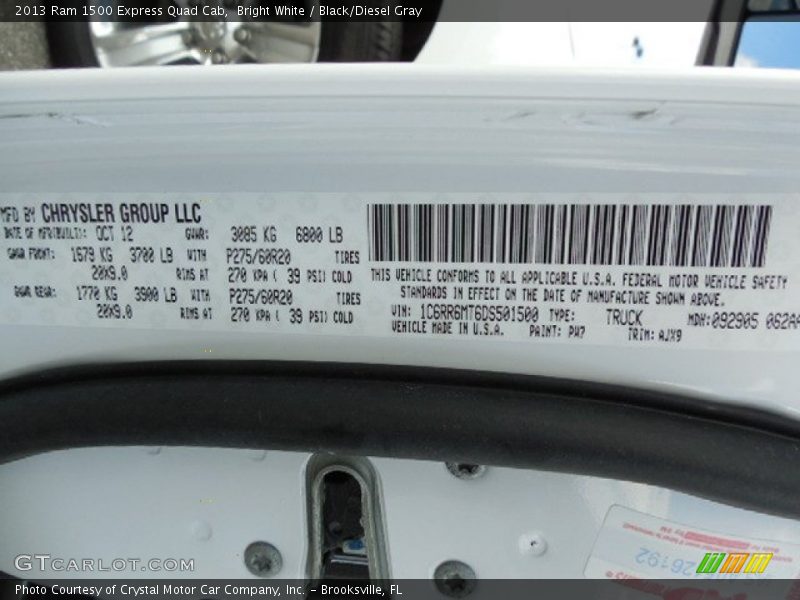 2013 Ram 1500 Express Quad Cab, Bright White / Black/Diesel Gray
MFD BY CHRYSLER GROUP LLC
DATE OF MFR(BUILT): OCT 12 GVWR: 3085 KG 6800 LB
GAWR FRONT: 1679 KG 3700 LB WITH P275/60R20 TIRES
20X9.0 RIMS AT 270 KPA ( 39 PSI) COLD
GAWR REAR: 1770 KG 3900 LB WITH P275/60R20 TIRES
20X9.0 RIMS AT 270 KPA ( 39 PSI) COLD
THIS VEHICLE CONFORMS TO ALL APPLICABLE U.S.A. FEDERAL MOTOR VEHICLE SAFETY
STANDARDS IN EFFECT ON THE DATE OF MANUFACTURE SHOWN ABOVE.
VIN: 1C6RR6MT6DS501500 TYPE: TRUCK MDH:092905 062AA
VEHICLE MADE IN U.S.A. PAINT: PW7 TRIM: AJX9
26192
GTCARLOT.COM
Photo Courtesy of Crystal Motor Car Company, Inc. – Brooksville, FL